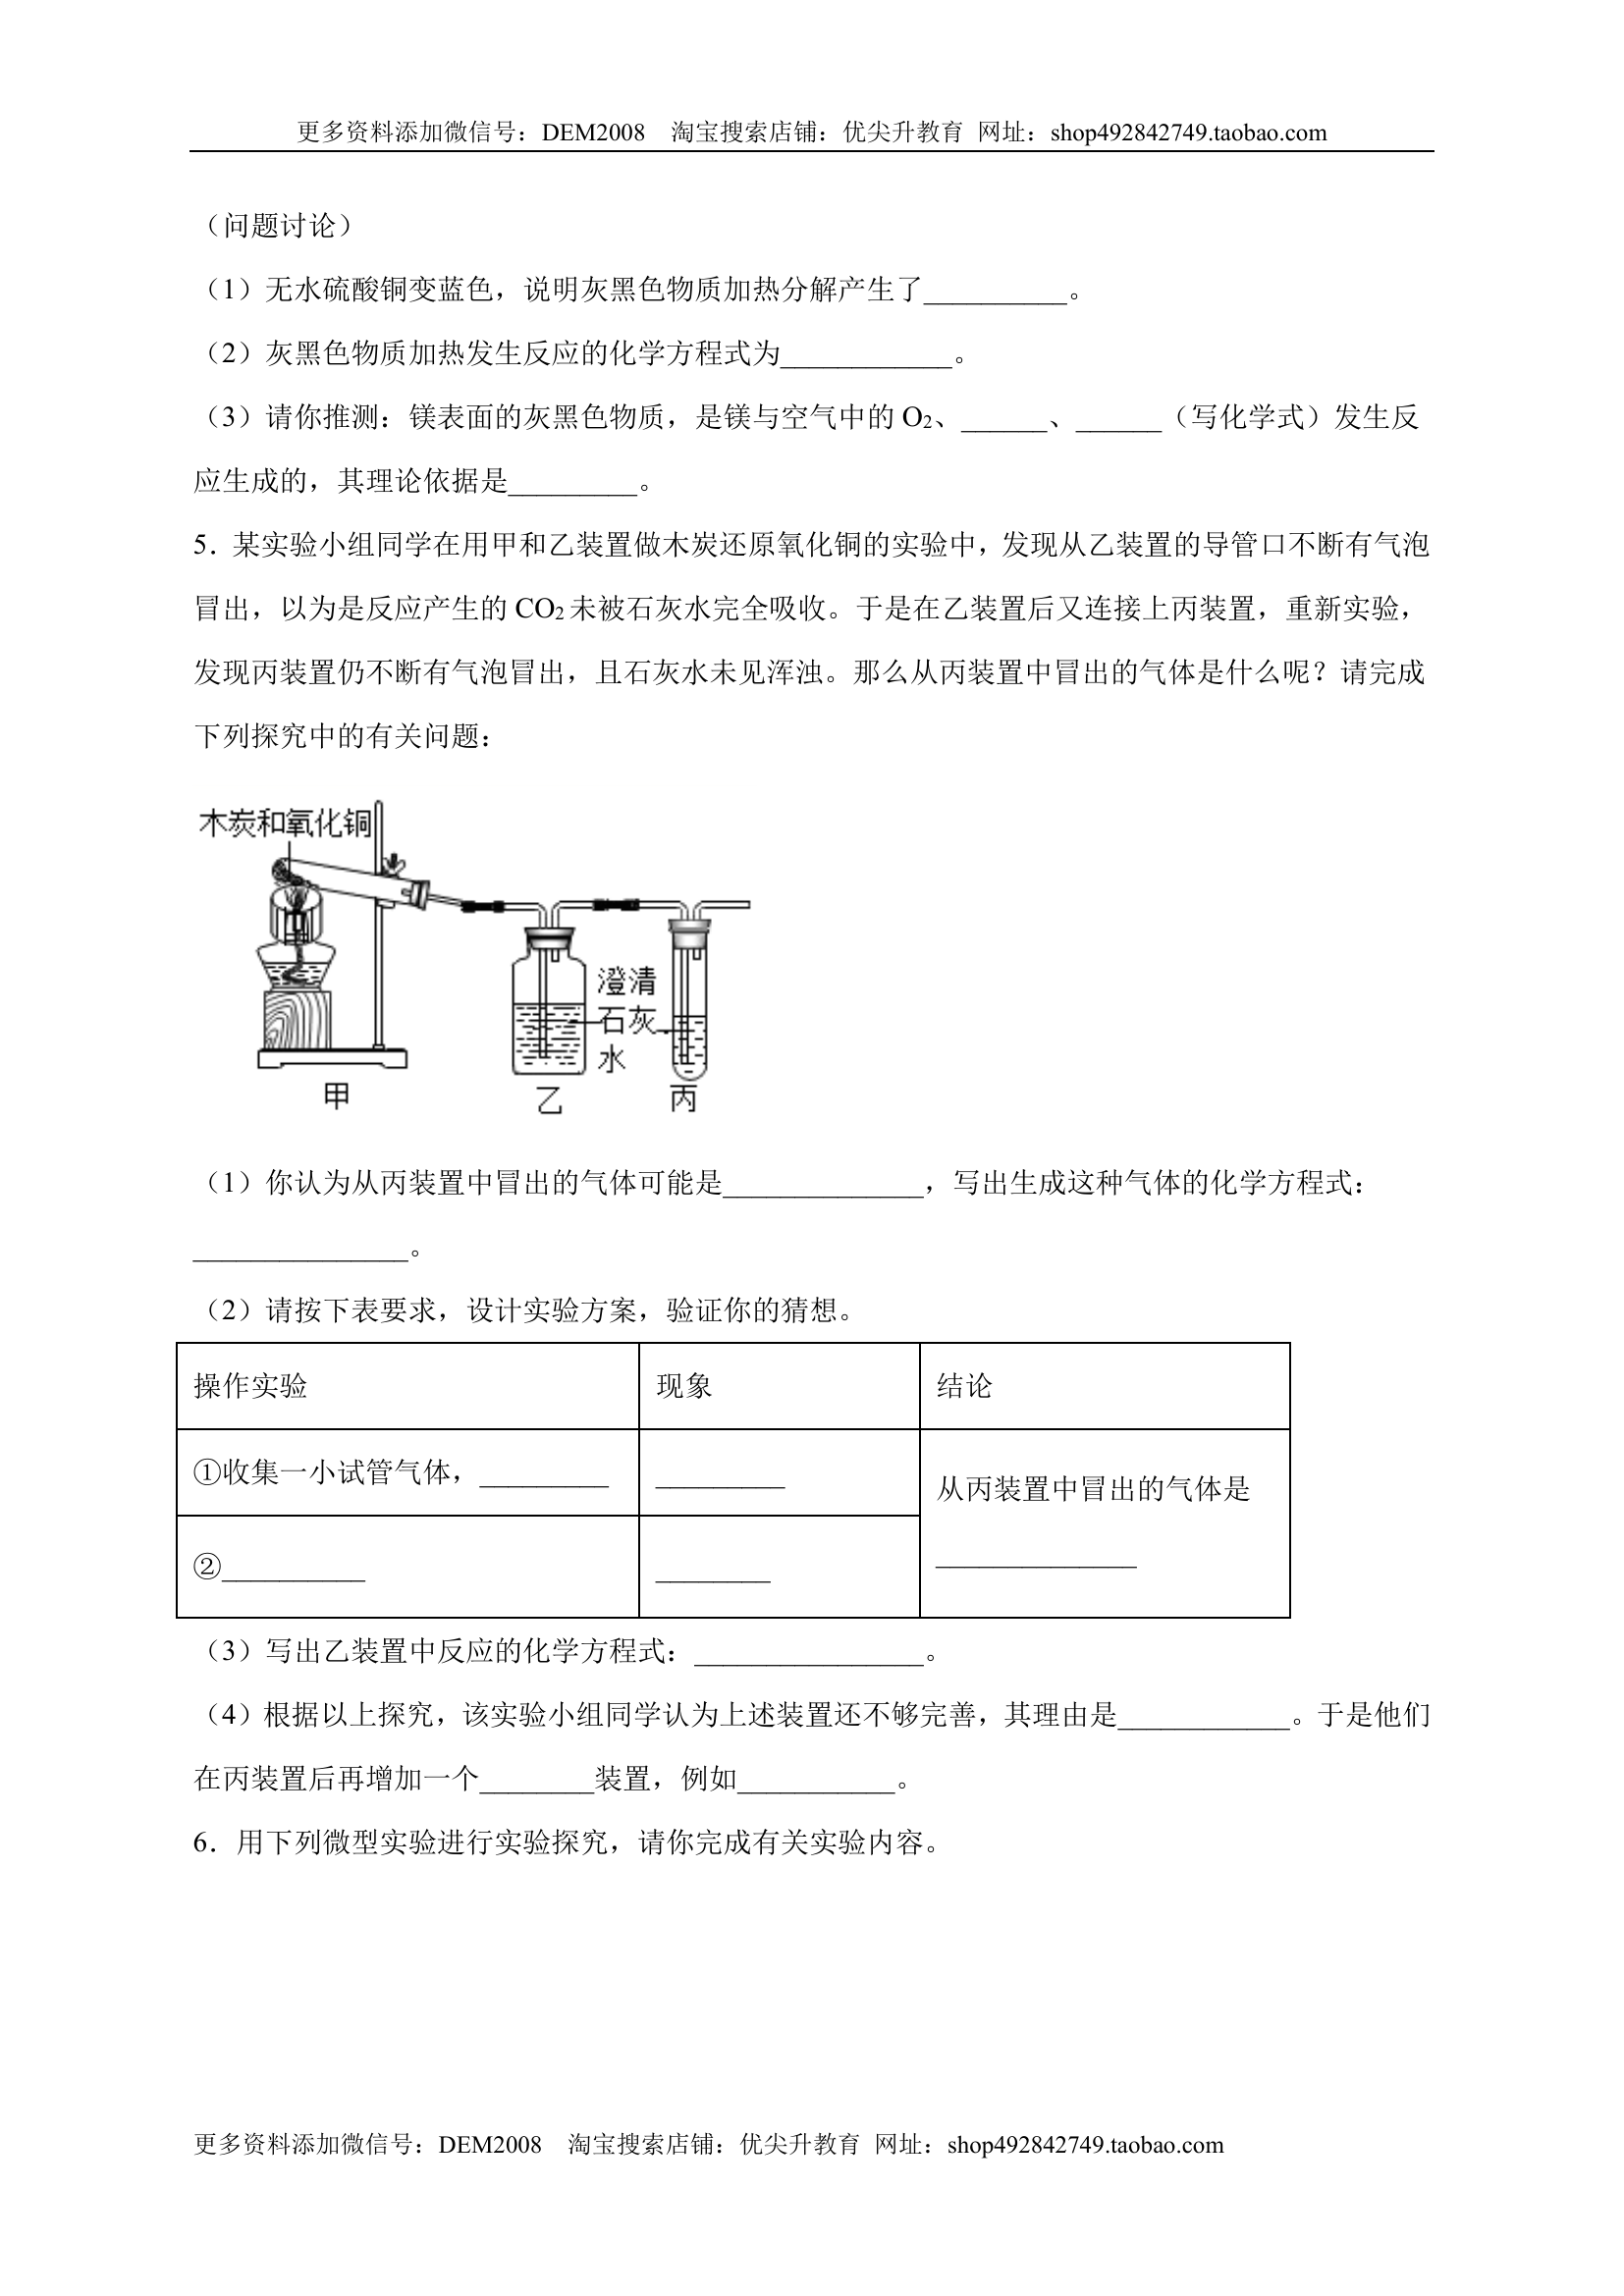 更多资料添加微信号：DEM2008    淘宝搜索店铺：优尖升教育  网址：shop492842749.taobao.com
（问题讨论）
（1）无水硫酸铜变蓝色，说明灰黑色物质加热分解产生了__________。
（2）灰黑色物质加热发生反应的化学方程式为____________。
（3）请你推测：镁表面的灰黑色物质，是镁与空气中的 O₂、______、______（写化学式）发生反
应生成的，其理论依据是_________。
5．某实验小组同学在用甲和乙装置做木炭还原氧化铜的实验中，发现从乙装置的导管口不断有气泡
冒出，以为是反应产生的 CO₂ 未被石灰水完全吸收。于是在乙装置后又连接上丙装置，重新实验，
发现丙装置仍不断有气泡冒出，且石灰水未见浑浊。那么从丙装置中冒出的气体是什么呢？请完成
下列探究中的有关问题：
木炭和氧化铜
澄清
石灰
水
甲
乙
丙
（1）你认为从丙装置中冒出的气体可能是______________，写出生成这种气体的化学方程式：
_______________。
（2）请按下表要求，设计实验方案，验证你的猜想。
操作实验
现象
结论
①收集一小试管气体，_________
_________
从丙装置中冒出的气体是
______________
②__________
________
（3）写出乙装置中反应的化学方程式：________________。
（4）根据以上探究，该实验小组同学认为上述装置还不够完善，其理由是____________。于是他们
在丙装置后再增加一个________装置，例如___________。
6．用下列微型实验进行实验探究，请你完成有关实验内容。
更多资料添加微信号：DEM2008    淘宝搜索店铺：优尖升教育  网址：shop492842749.taobao.com